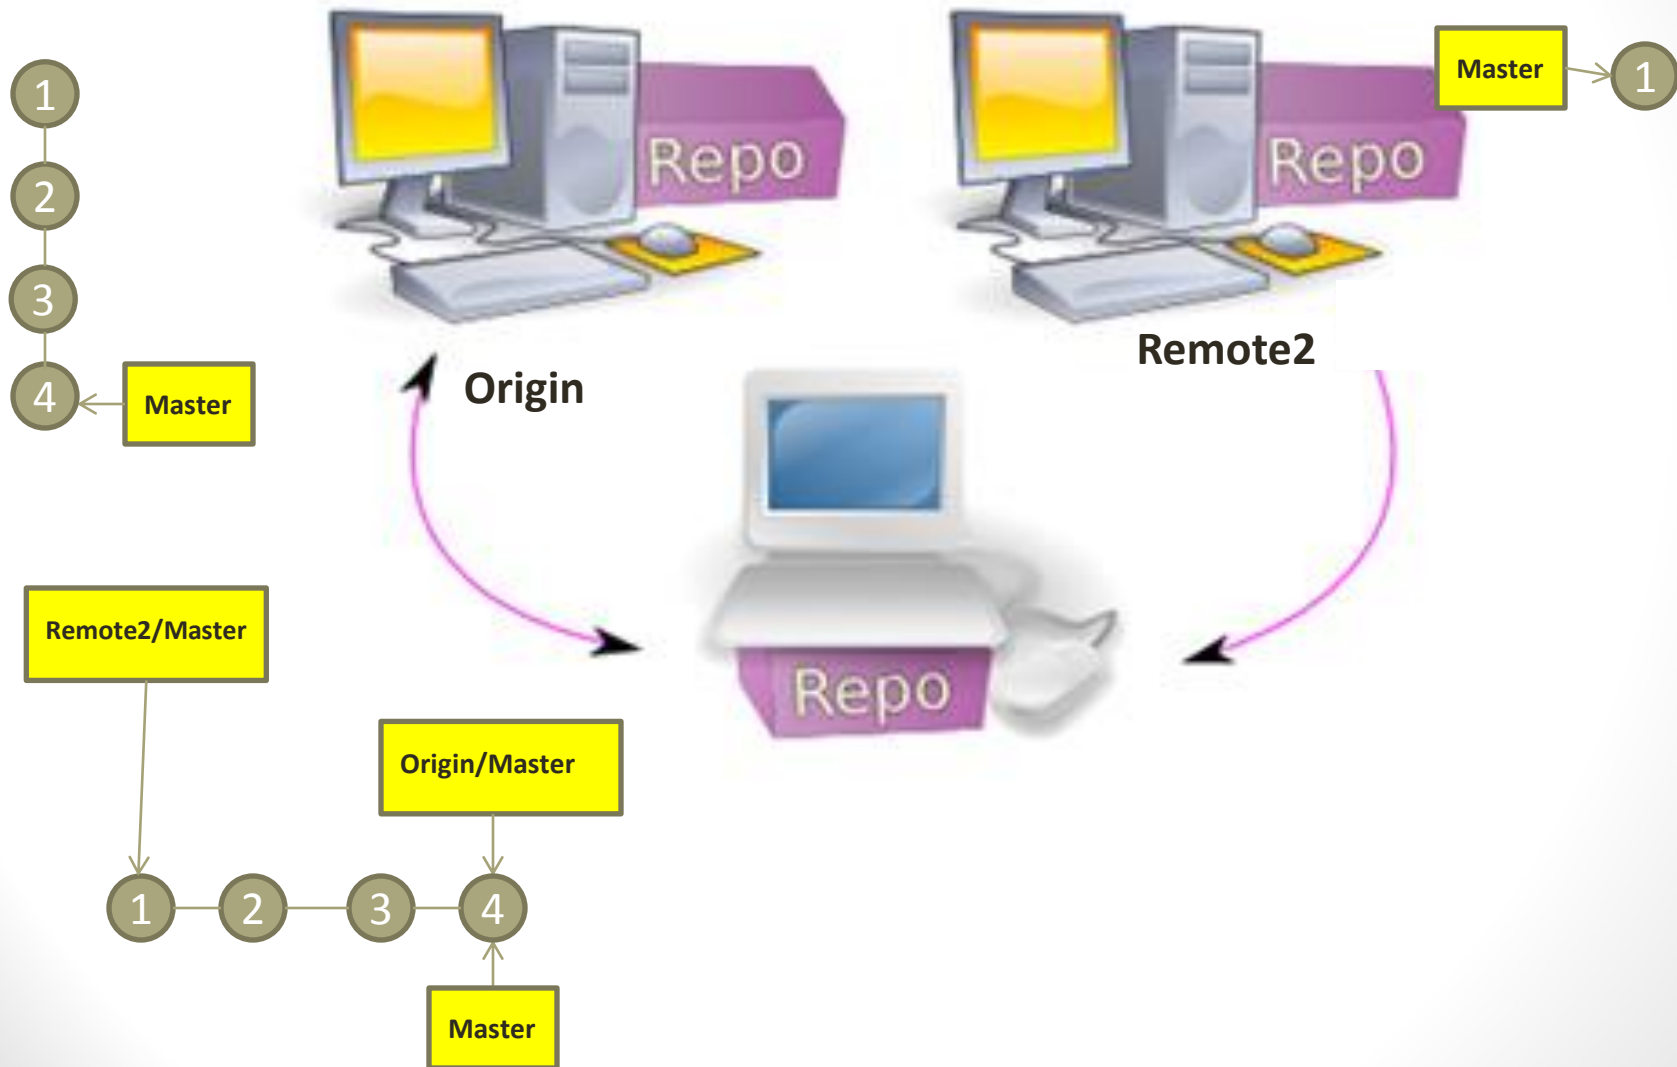 Repo
Repo
Master
1
1
2
3
4
Master
Origin
Remote2
Repo
Remote2/Master
Origin/Master
1
2
3
4
Master